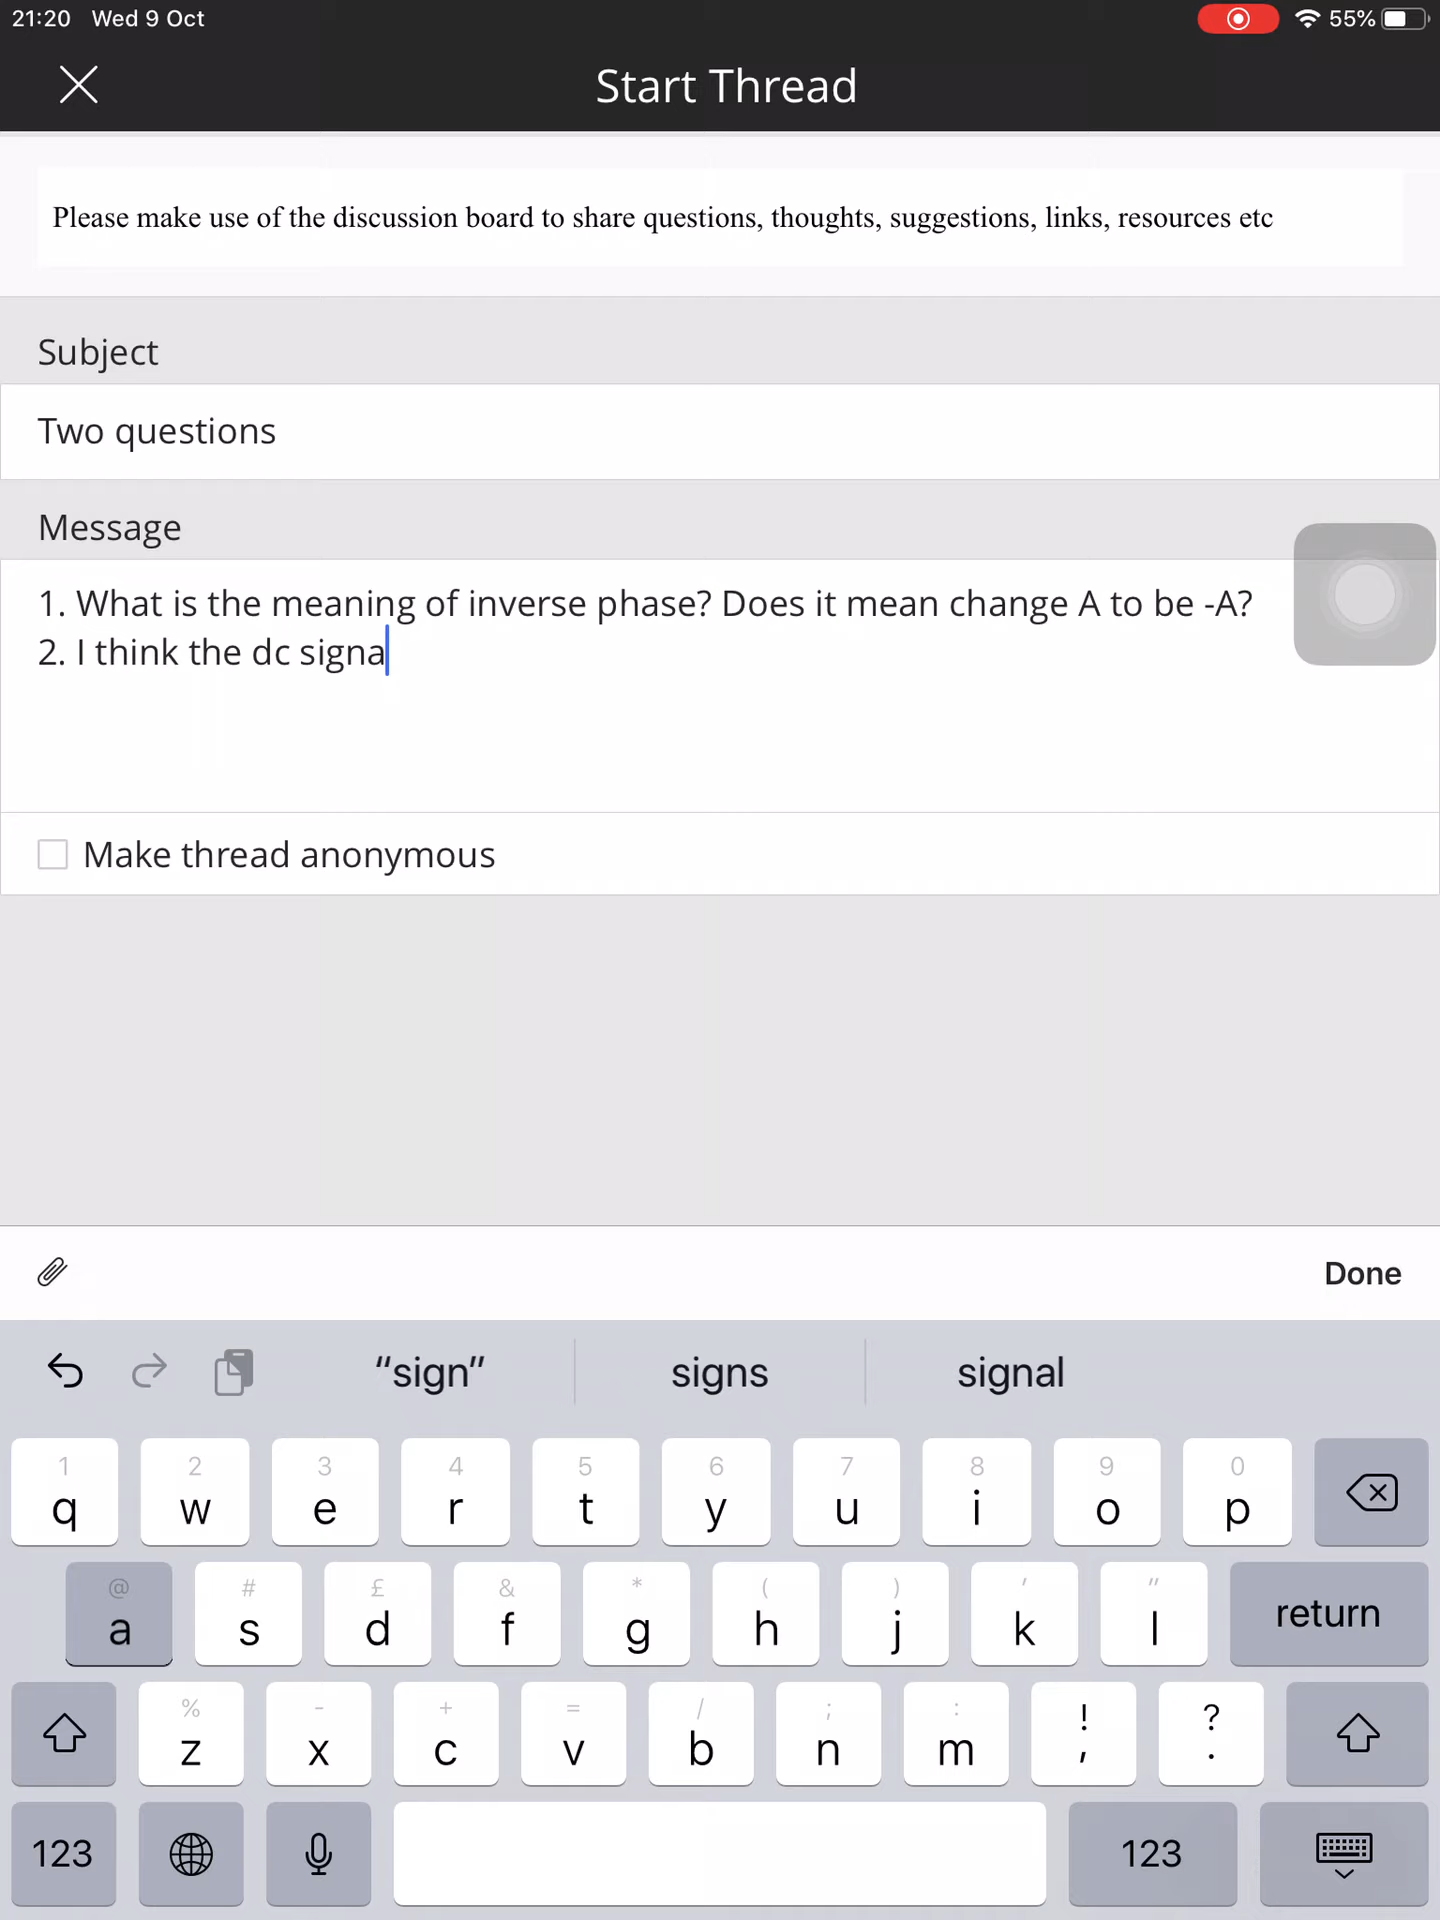 21:20 Wed 9 Oct 55%
Start Thread
Please make use of the discussion board to share questions, thoughts, suggestions, links, resources etc
Subject
Two questions
Message
1. What is the meaning of inverse phase? Does it mean change A to be -A?
2. I think the dc signa
Make thread anonymous
Done
“sign” signs signal
1 2 3 4 5 6 7 8 9 0
q w e r t y u i o p
@ # £ & * ( ) ' "
a s d f g h j k l return
% - + = / ; : ! ?
z x c v b n m , .
123 123